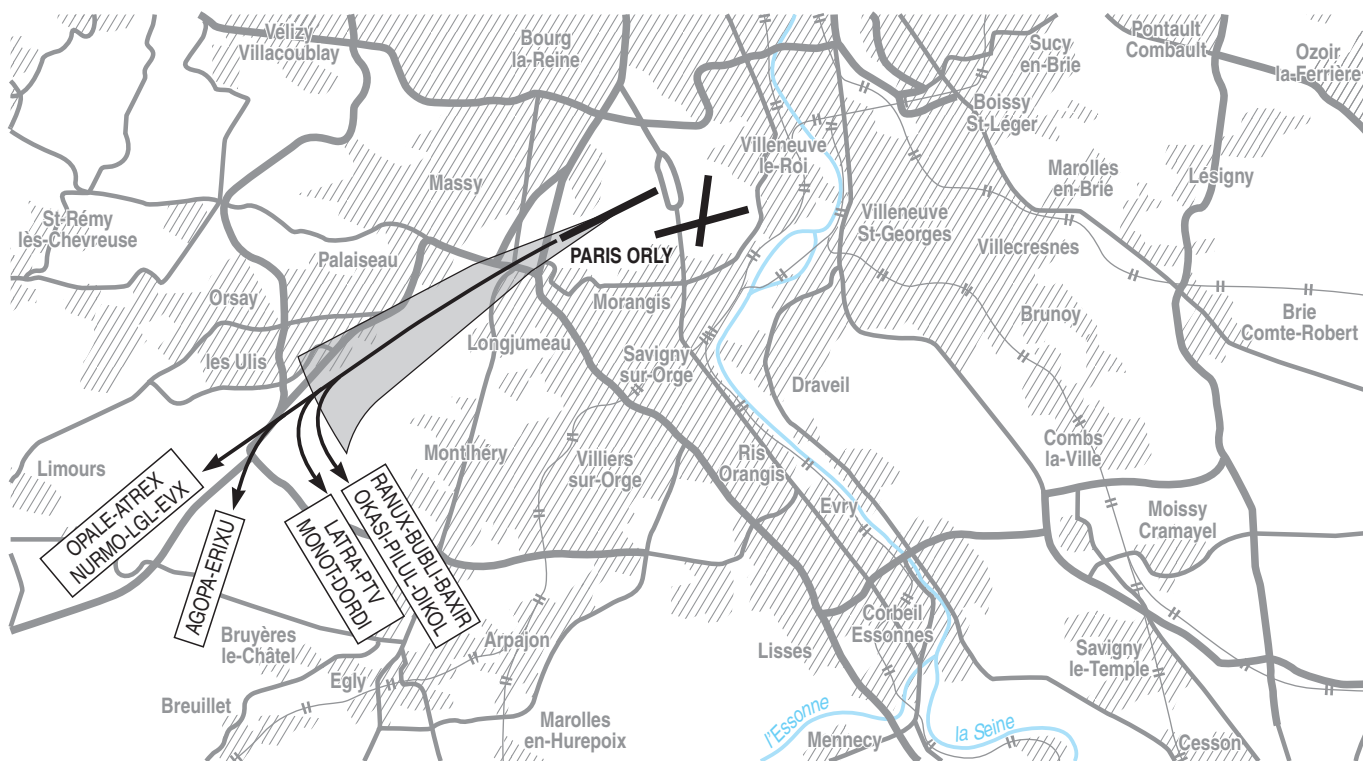 Vélizy
Villacoublay
Bourg
la-Reine
Sucy
en-Brie
Pontault
Combault
Ozoir
la-Ferrière
Boissy
St-Léger
Villeneuve
le-Roi
Massy
Marolles
en-Brie
Lésigny
St-Rémy
lès-Chevreuse
Villeneuve
St-Georges
Villecresnes
Palaiseau
PARIS ORLY
Orsay
Morangis
Brunoy
Brie
Comte-Robert
Longjumeau
les Ulis
Savigny
sur-Orge
Draveil
Limours
Montlhéry
Villiers
sur-Orge
Ris
Orangis
Combs
la-Ville
Evry
Moissy
Cramayel
OPALE-ATREX
NURMO-LGL-EVX
AGOPA-ERIXU
LATRA-PTV
MONOT-DORDI
RANUX-BUBLI-BAXIR
OKASI-PILUL-DIKOL
Bruyères
le-Châtel
Arpajon
Corbeil
Essonnes
Lisses
Savigny
le-Temple
Egly
Breuillet
Marolles
en-Hurepoix
l'Essonne
la Seine
Mennecy
Cesson